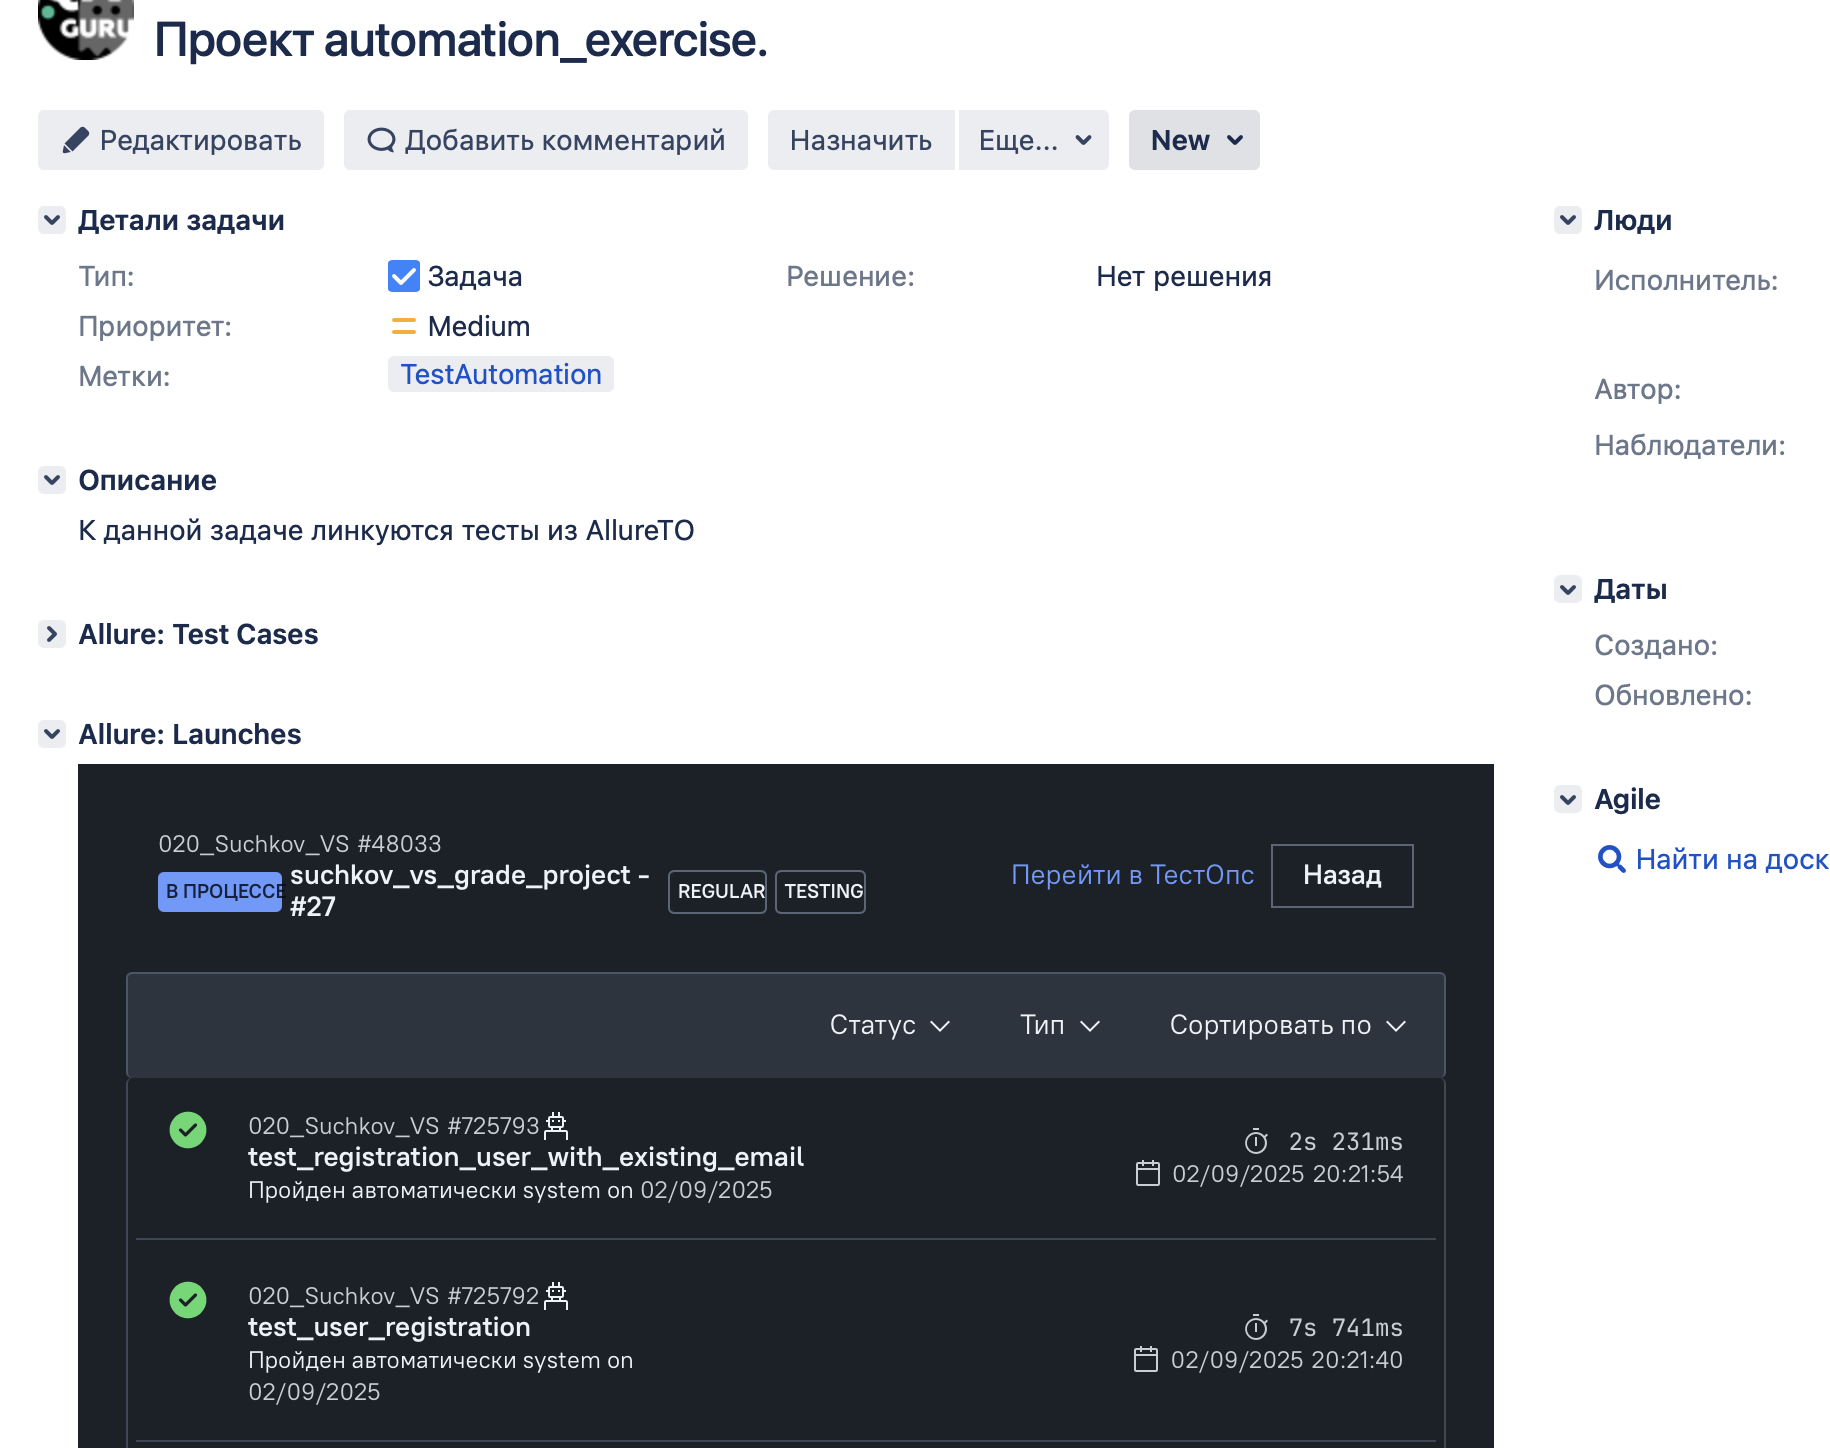 GURU
Проект automation_exercise.
Редактировать
Добавить комментарий
Назначить
Еще...
New
Детали задачи
Тип:
Задача
Решение:
Нет решения
Приоритет:
Medium
Метки:
TestAutomation
Описание
К данной задаче линкуются тесты из AllureTO
Allure: Test Cases
Allure: Launches
020_Suchkov_VS #48033
В ПРОЦЕССЕ
suchkov_vs_grade_project -
#27
REGULAR
TESTING
Перейти в ТестОпс
Назад
Статус
Тип
Сортировать по
020_Suchkov_VS #725793
test_registration_user_with_existing_email
Пройден автоматически system on 02/09/2025
2s 231ms
02/09/2025 20:21:54
020_Suchkov_VS #725792
test_user_registration
Пройден автоматически system on
02/09/2025
7s 741ms
02/09/2025 20:21:40
Люди
Исполнитель:
Автор:
Наблюдатели:
Даты
Создано:
Обновлено:
Agile
Найти на доск